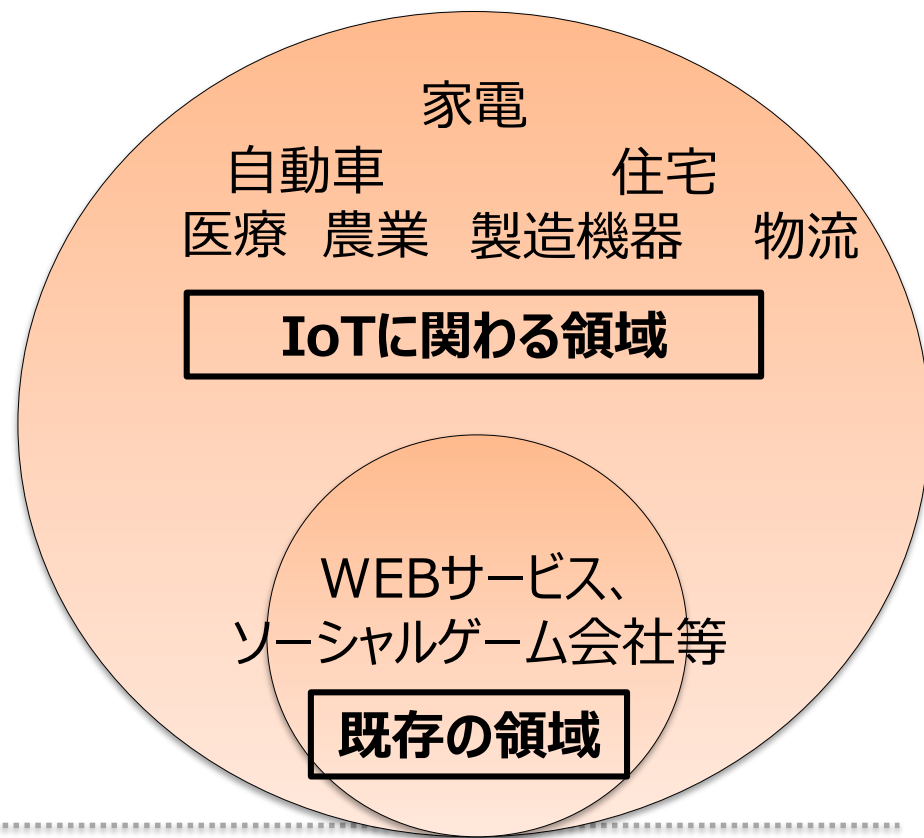 家電
自動車 住宅
医療 農業 製造機器 物流
IoTに関わる領域
WEBサービス、
ソーシャルゲーム会社等
既存の領域